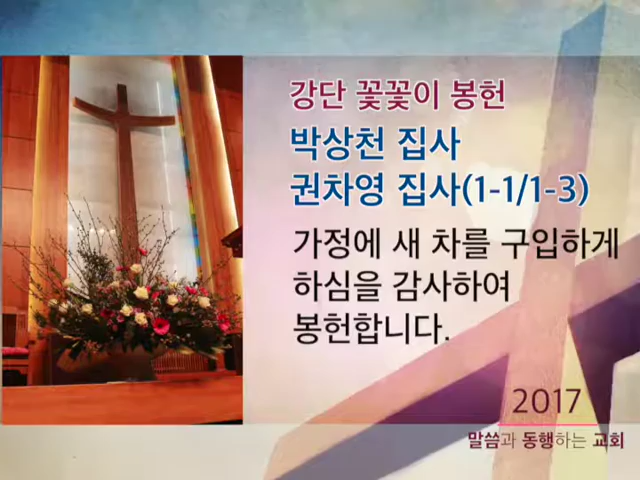 강단 꽃꽂이 봉헌
박상천 집사
권차영 집사(1-1/1-3)
가정에 새 차를 구입하게
하심을 감사하여
봉헌합니다.
2017
말씀과 동행하는 교회